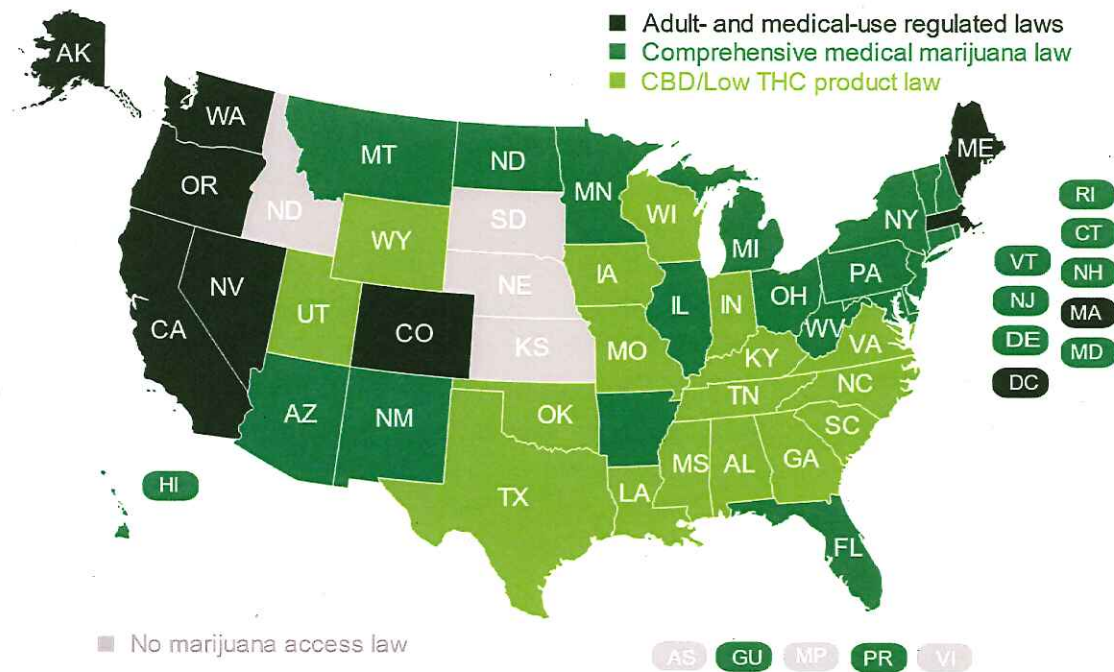 Adult- and medical-use regulated laws
Comprehensive medical marijuana law
CBD/Low THC product law
AK
WA
OR
ND
MT
ND
MN
SD
WY
WI
MI
NY
ME
RI
CT
VT
NH
NJ
MA
DE
MD
DC
CA
NV
UT
CO
NE
KS
IA
IL
IN
OH
PA
WV
VA
MO
KY
TN
NC
SC
AZ
NM
OK
TX
LA
MS
AL
GA
FL
HI
No marijuana access law
AS
GU
MP
PR
VI